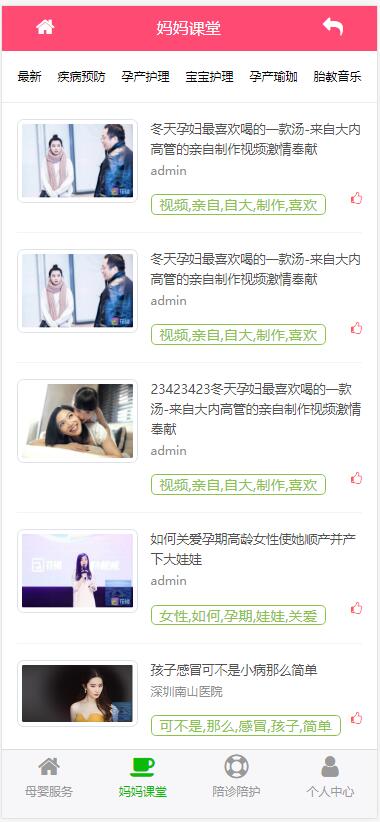 妈妈课堂
最新 疾病预防 孕产护理 宝宝护理 孕产瑜珈 胎教音乐
冬天孕妇最喜欢喝的一款汤-来自大内
高管的亲自制作视频激情奉献
admin
视频,亲自,自大,制作,喜欢
冬天孕妇最喜欢喝的一款汤-来自大内
高管的亲自制作视频激情奉献
admin
视频,亲自,自大,制作,喜欢
23423423冬天孕妇最喜欢喝的一款
汤-来自大内高管的亲自制作视频激情
奉献
admin
视频,亲自,自大,制作,喜欢
如何关爱孕期高龄女性使她顺产并产
下大娃娃
admin
女性,如何,孕期,娃娃,关爱
孩子感冒可不是小病那么简单
深圳南山医院
可不是,那么,感冒,孩子,简单
母婴服务 妈妈课堂 陪诊陪护 个人中心